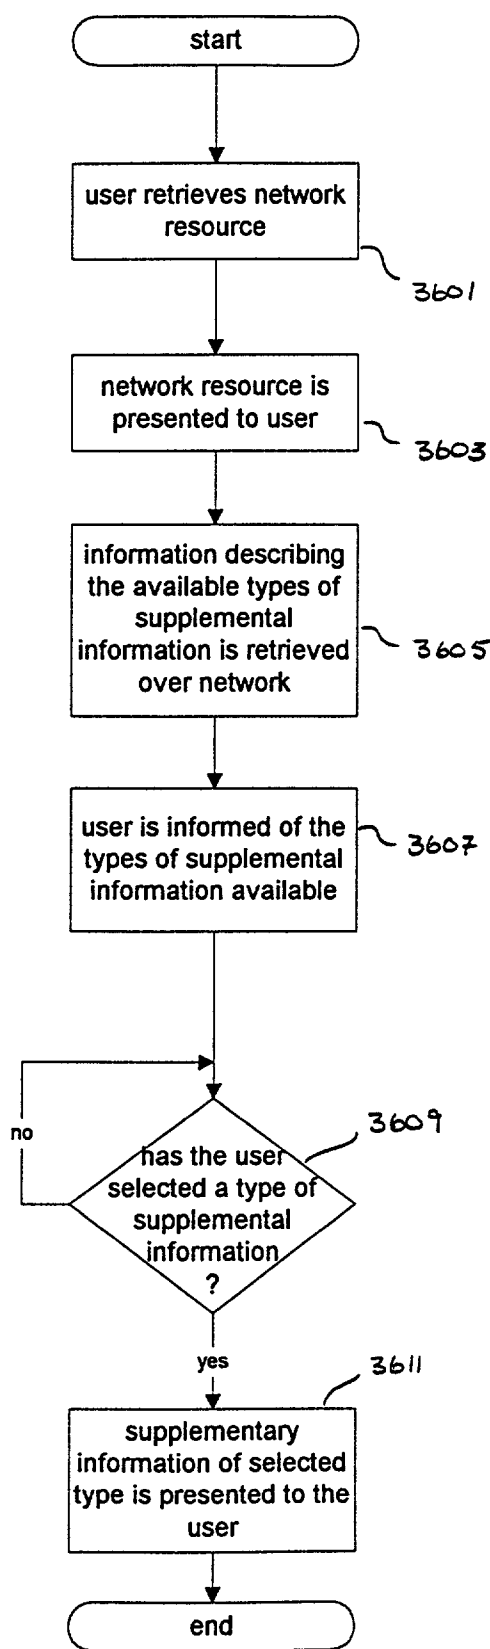 start
user retrieves network
resource
3601
network resource is
presented to user
3603
information describing
the available types of
supplemental
information is retrieved
over network
3605
user is informed of the
types of supplemental
information available
3607
no
has the user
selected a type of
supplemental
information
?
3609
yes
3611
supplementary
information of selected
type is presented to the
user
end